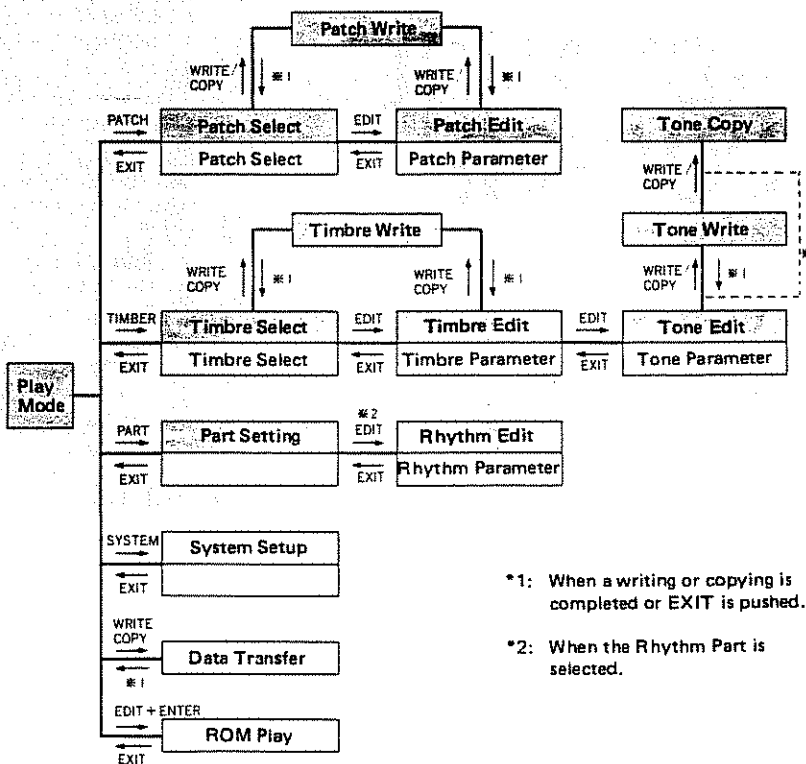 Patch Write
WRITE/ COPY
※1
WRITE/ COPY
※1
PATCH
EXIT
Patch Select
Patch Select
EDIT
EXIT
Patch Edit
Patch Parameter
Tone Copy
WRITE/ COPY
Timbre Write
Tone Write
WRITE COPY
※1
WRITE COPY
※1
WRITE/ COPY
※1
TIMBER
EXIT
Timbre Select
Timbre Select
EDIT
EXIT
Timbre Edit
Timbre Parameter
EDIT
EXIT
Tone Edit
Tone Parameter
Play
Mode
PART
EXIT
Part Setting
※2
EDIT
EXIT
Rhythm Edit
Rhythm Parameter
SYSTEM
EXIT
System Setup
WRITE
COPY
※1
Data Transfer
EDIT + ENTER
EXIT
ROM Play
*1: When a writing or copying is
completed or EXIT is pushed.
*2: When the Rhythm Part is
selected.